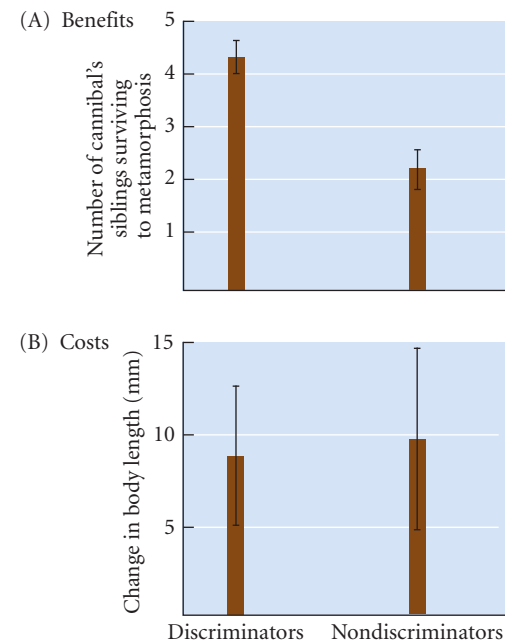 (A) Benefits
Number of cannibal’s
siblings surviving
to metamorphosis
5
4
3
2
1
(B) Costs
Change in body length (mm)
15
10
5
Discriminators Nondiscriminators